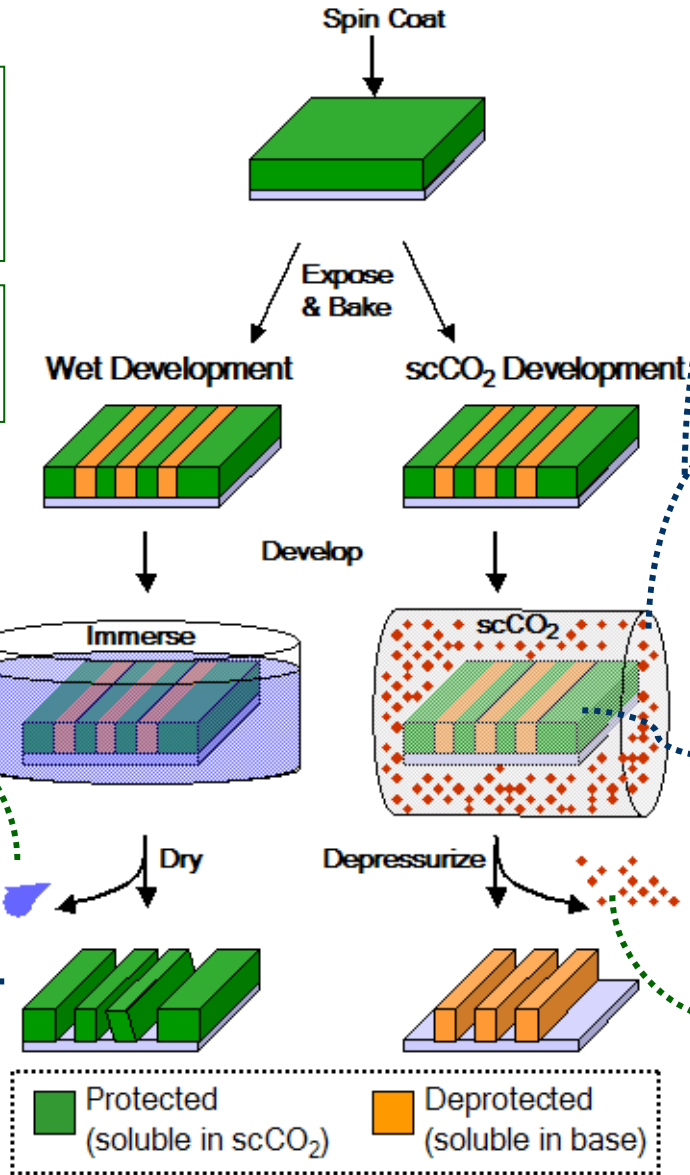 Spin Coat
Expose
& Bake
Wet Development
scCO₂ Development
Develop
Immerse
scCO₂
Dry
Depressurize
Protected
(soluble in scCO₂)
Deprotected
(soluble in base)